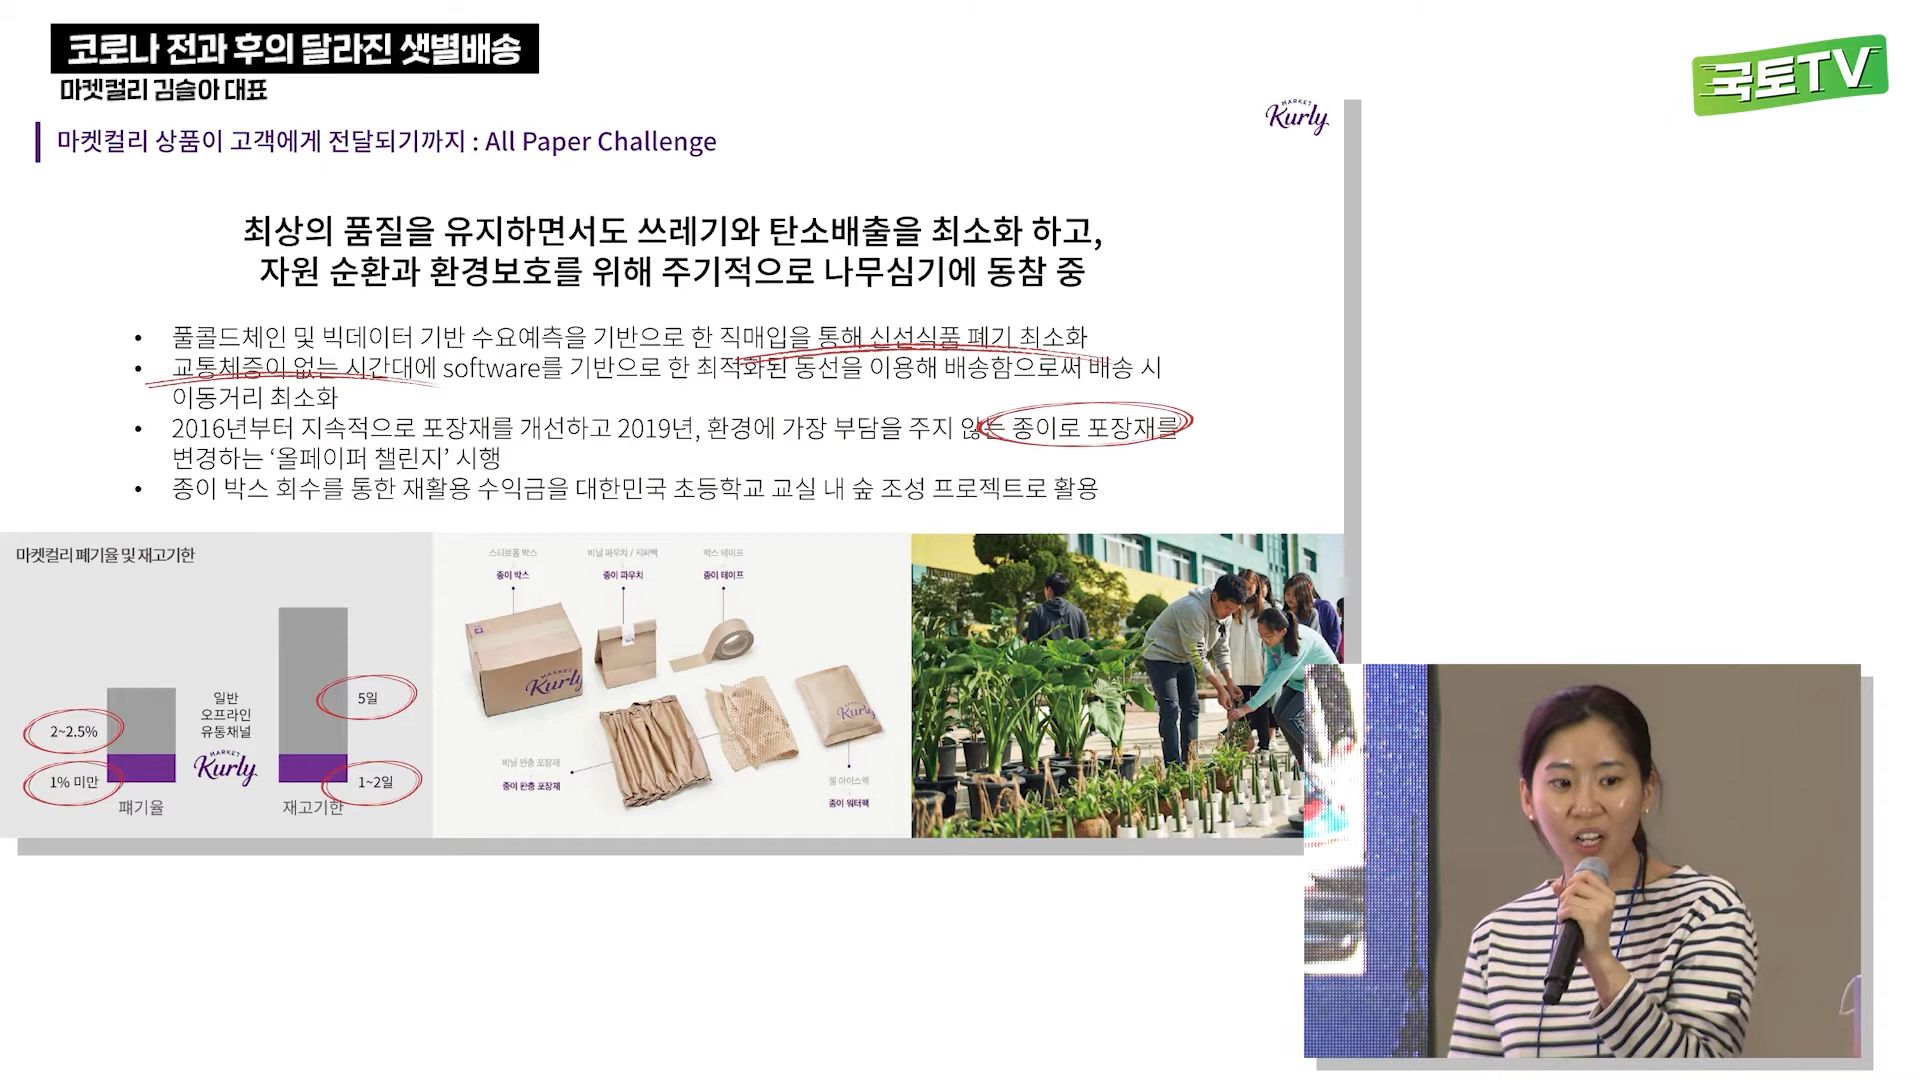 코로나 전과 후의 달라진 샛별배송
마켓컬리 김슬아 대표
국토TV
MARKET
Kurly
마켓컬리 상품이 고객에게 전달되기까지 : All Paper Challenge
최상의 품질을 유지하면서도 쓰레기와 탄소배출을 최소화 하고,
자원 순환과 환경보호를 위해 주기적으로 나무심기에 동참 중
• 풀콜드체인 및 빅데이터 기반 수요예측을 기반으로 한 직매입을 통해 신선식품 폐기 최소화
• 교통체증이 없는 시간대에 software를 기반으로 한 최적화된 동선을 이용해 배송함으로써 배송 시
이동거리 최소화
• 2016년부터 지속적으로 포장재를 개선하고 2019년, 환경에 가장 부담을 주지 않는 종이로 포장재를
변경하는 ‘올페이퍼 챌린지’ 시행
• 종이 박스 회수를 통한 재활용 수익금을 대한민국 초등학교 교실 내 숲 조성 프로젝트로 활용
마켓컬리 폐기율 및 재고기한
2~2.5%
1% 미만
일반
오프라인
유통채널
MARKET
Kurly
5일
1~2일
퍠기율
재고기한
스티로폼 박스
종이 박스
비닐 파우치 / 지퍼백
종이 파우치
박스 테이프
종이 테이프
MARKET
Kurly
Kurly
비닐 완충 포장재
종이 완충 포장재
젤 아이스팩
종이 워터팩